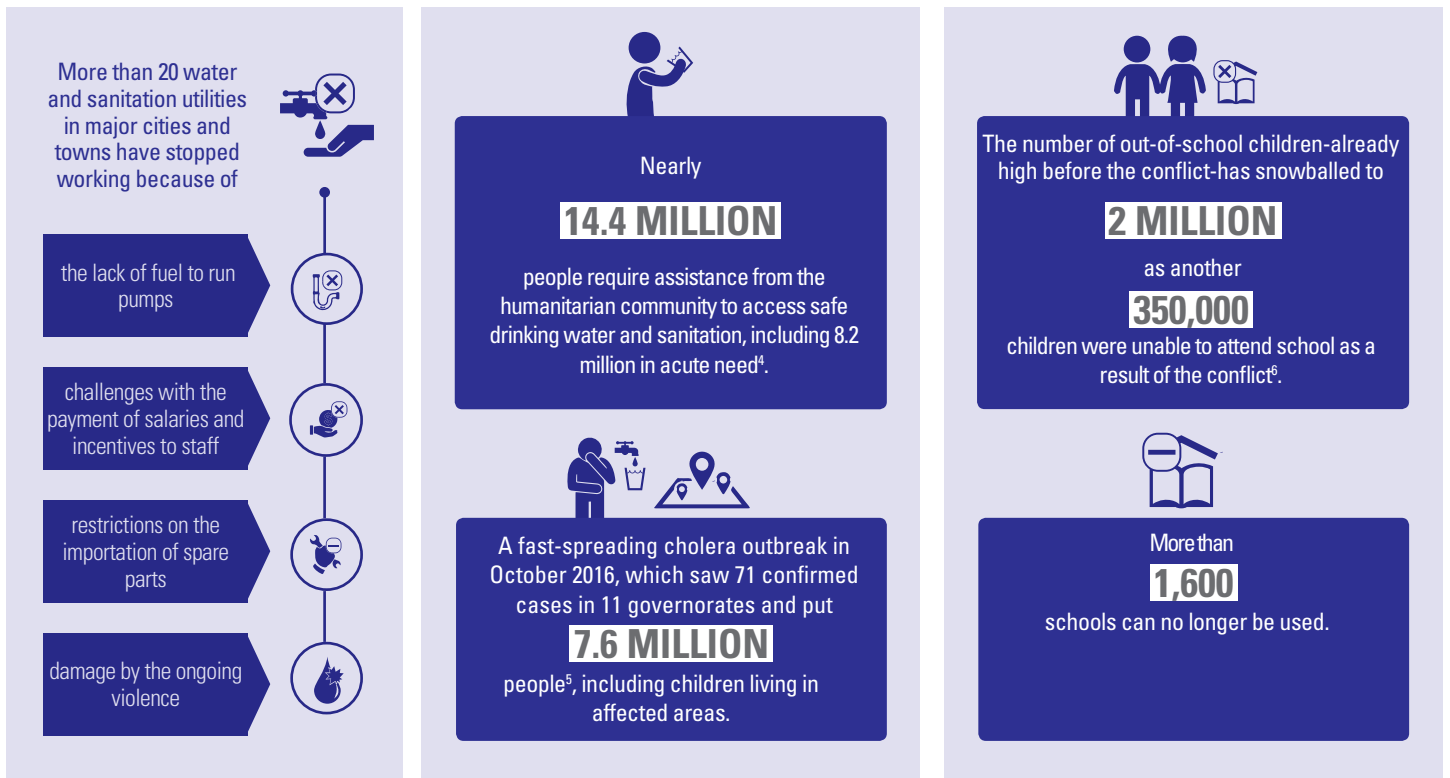 More than 20 water
and sanitation utilities
in major cities and
towns have stopped
working because of
the lack of fuel to run
pumps
challenges with the
payment of salaries and
incentives to staff
restrictions on the
importation of spare
parts
damage by the ongoing
violence
Nearly
14.4 MILLION
people require assistance from the
humanitarian community to access safe
drinking water and sanitation, including 8.2
million in acute need⁴.
A fast-spreading cholera outbreak in
October 2016, which saw 71 confirmed
cases in 11 governorates and put
7.6 MILLION
people⁵, including children living in
affected areas.
The number of out-of-school children-already
high before the conflict-has snowballed to
2 MILLION
as another
350,000
children were unable to attend school as a
result of the conflict⁶.
More than
1,600
schools can no longer be used.